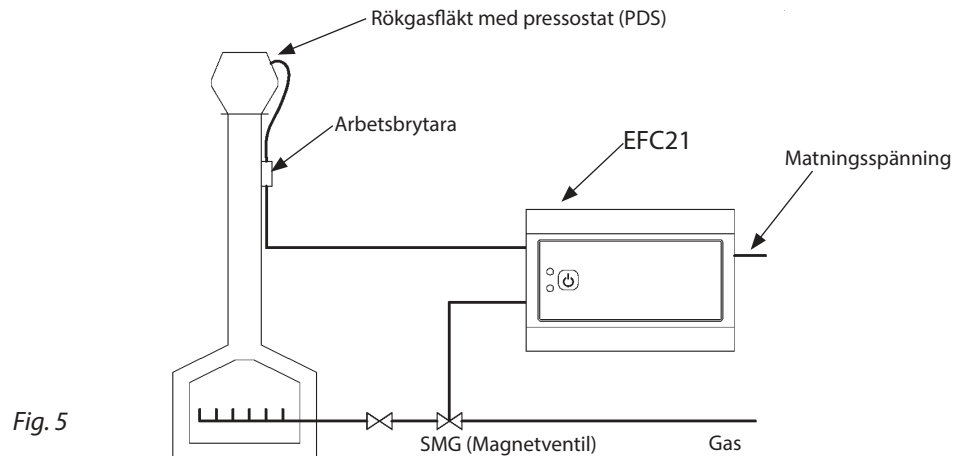 Rökgasfläkt med pressostat (PDS)
Arbetsbrytara
EFC21
Matningsspänning
Fig. 5
SMG (Magnetventil)
Gas